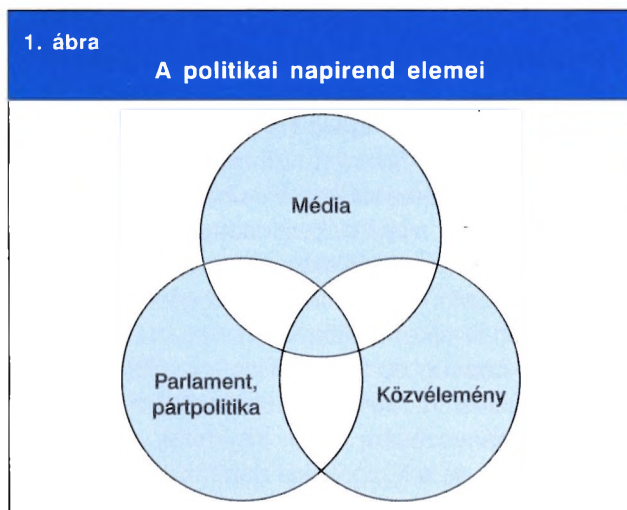 1. ábra
A politikai napirend elemei
Média
Parlament,
pártpolitika
Közvélemény